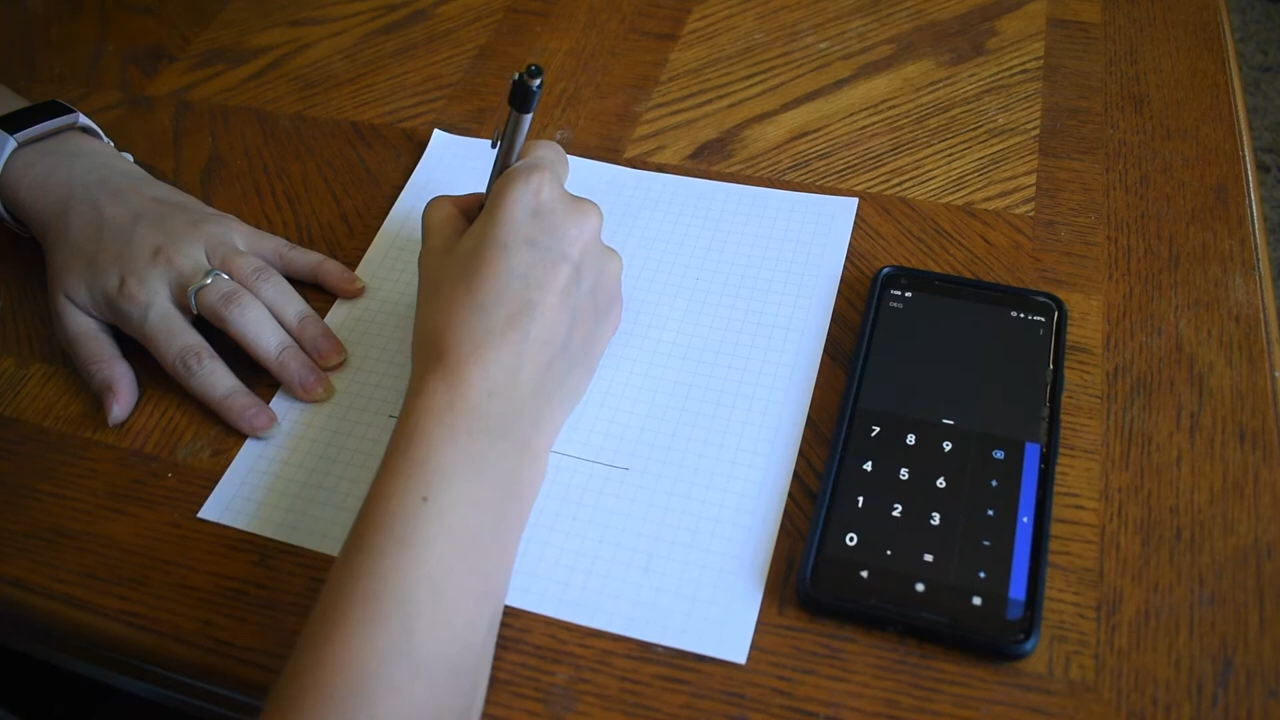 DEG
7 8 9
4 5 6 ÷
1 2 3 ×
0 . = −
+